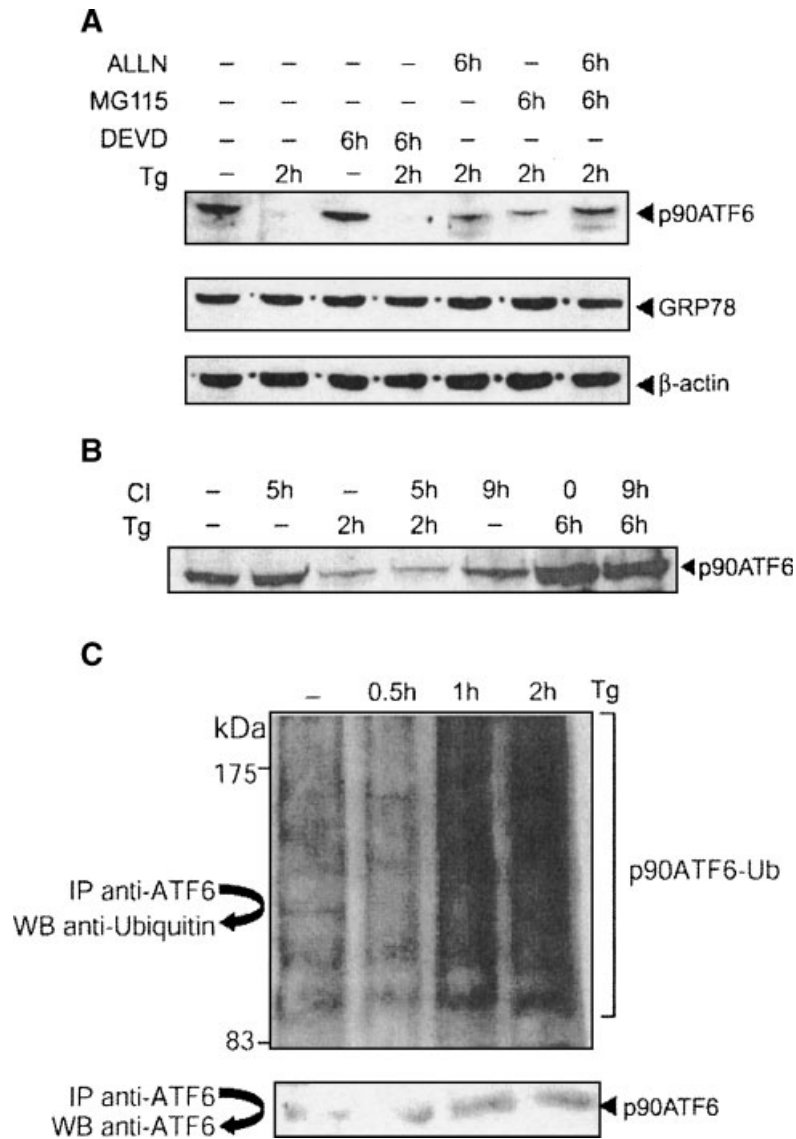 A
ALLN – – – – 6h – 6h
MG115 – – – – – 6h 6h
DEVD – – 6h 6h – – –
Tg – 2h – 2h 2h 2h 2h
p90ATF6
GRP78
β-actin
B
CI – 5h – 5h 9h 0 9h
Tg – – 2h 2h – 6h 6h
p90ATF6
C
– 0.5h 1h 2h Tg
kDa
175
IP anti-ATF6
WB anti-Ubiquitin
p90ATF6-Ub
83
IP anti-ATF6
WB anti-ATF6
p90ATF6